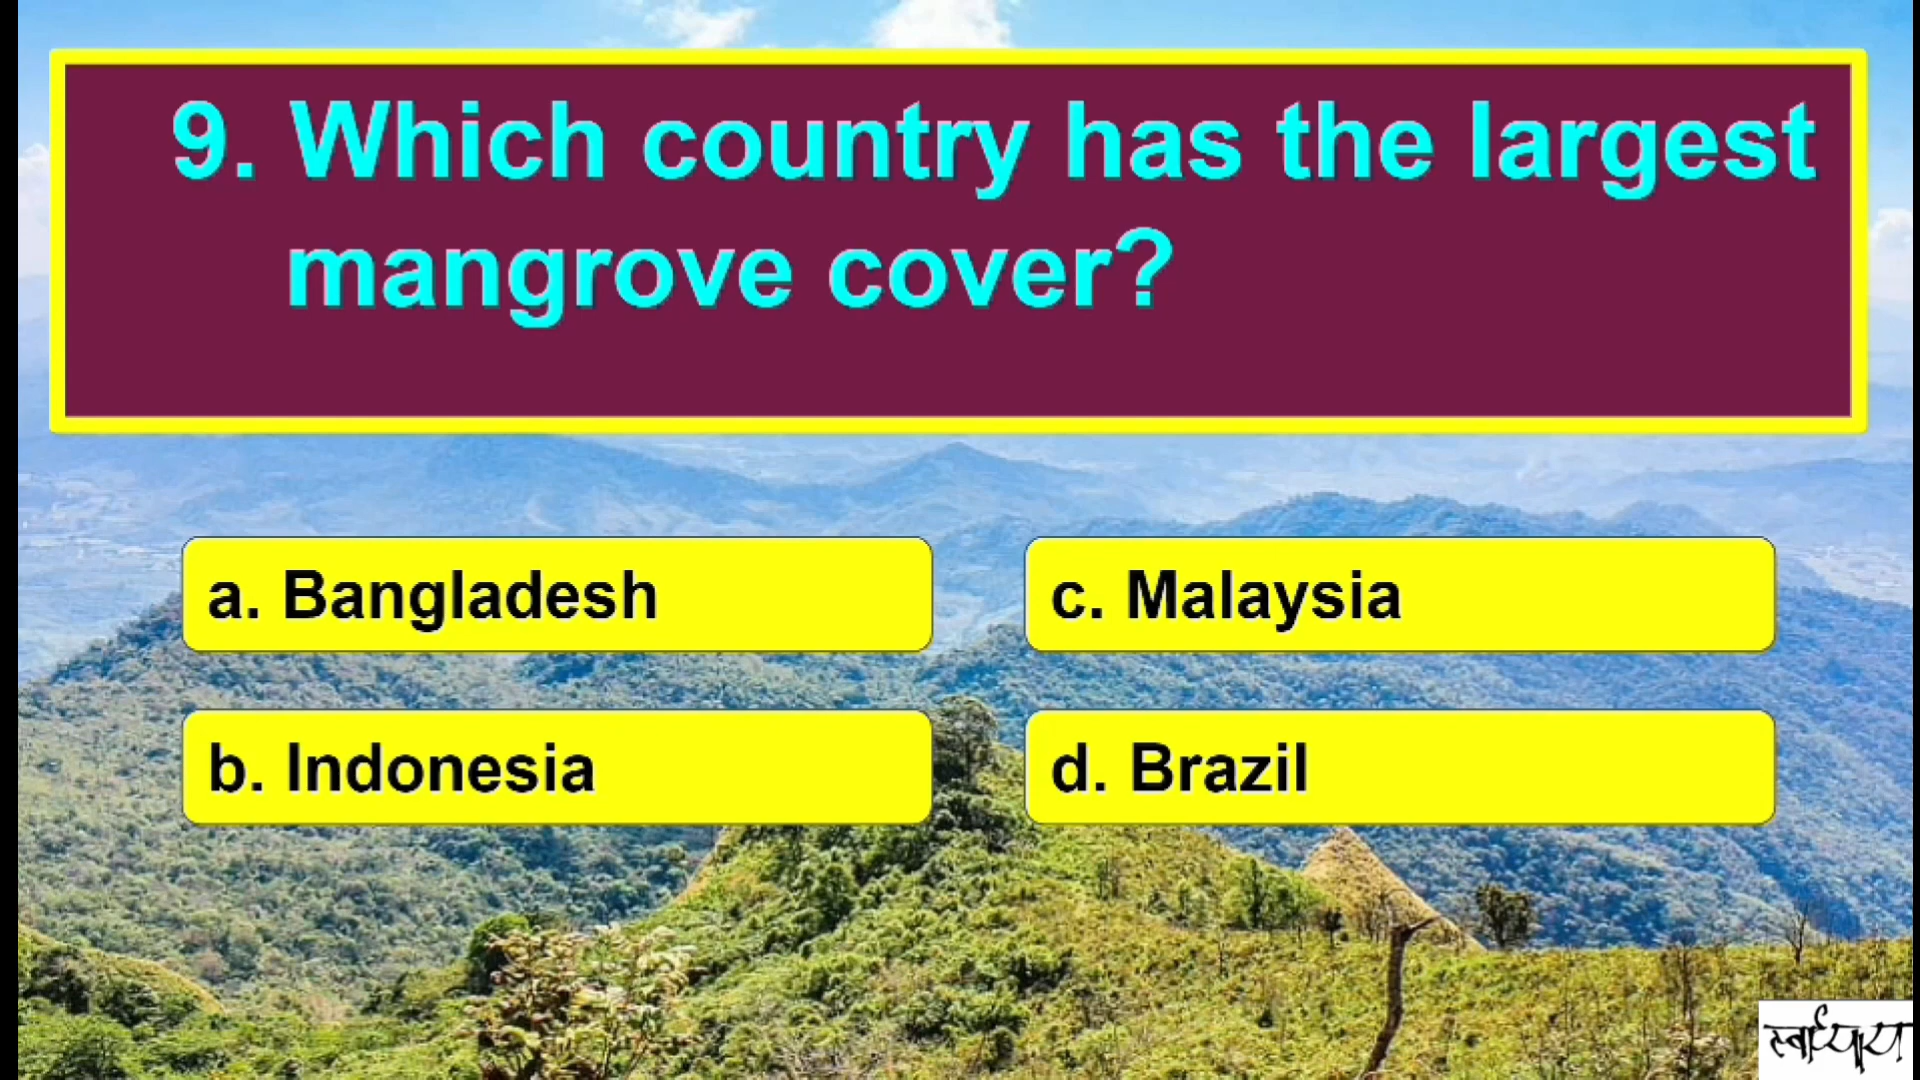 9. Which country has the largest
mangrove cover?
a. Bangladesh
c. Malaysia
b. Indonesia
d. Brazil
स्वाध्याय